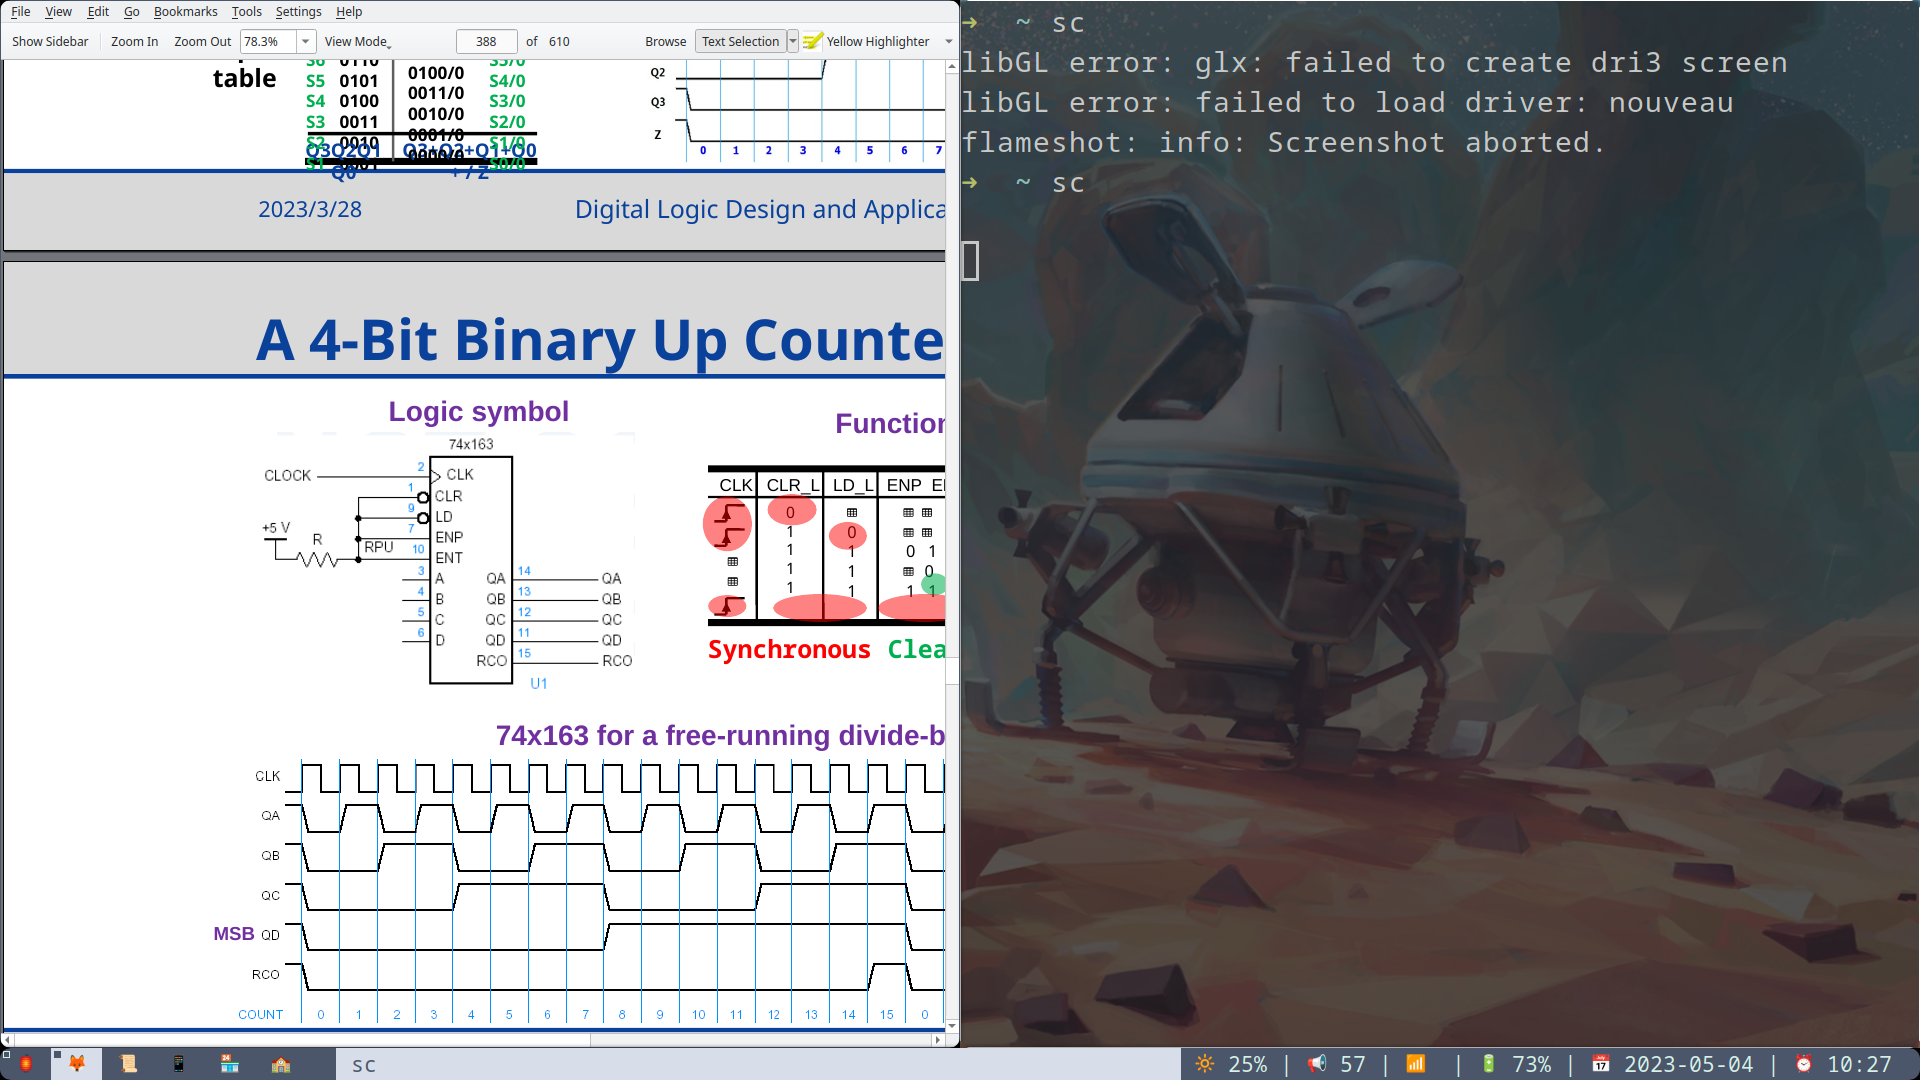 File View Edit Go Bookmarks Tools Settings Help
Show Sidebar Zoom In Zoom Out 78.3% View Mode 388 of 610 Browse Text Selection Yellow Highlighter
table
S6 0110 S5/0
S5 0101 0100/0 S4/0
S4 0100 0011/0 S3/0
S3 0011 0010/0 S2/0
S2 0010 0001/0 S1/0
S1 0001 0000/0 S0/0
Q3Q2Q1 Q3+Q2+Q1+Q0
Q0 + / Z
Q2
Q3
Z
0 1 2 3 4 5 6 7
2023/3/28 Digital Logic Design and Applica
A 4-Bit Binary Up Counte
Logic symbol
74x163
CLOCK 2 CLK
1 CLR
9 LD
+5 V 7 ENP
R RPU 10 ENT
3 A QA 14 QA
4 B QB 13 QB
5 C QC 12 QC
6 D QD 11 QD
RCO 15 RCO
U1
Function
CLK CLR_L LD_L ENP E
0
1 0
1 1 0 1
1 1 0
1 1 1 1
Synchronous Clea
74x163 for a free-running divide-b
CLK
QA
QB
QC
MSB QD
RCO
COUNT 0 1 2 3 4 5 6 7 8 9 10 11 12 13 14 15 0
➜ ~ sc
libGL error: glx: failed to create dri3 screen
libGL error: failed to load driver: nouveau
flameshot: info: Screenshot aborted.
➜ ~ sc
sc
25% | 57 | | 73% | 2023-05-04 | 10:27